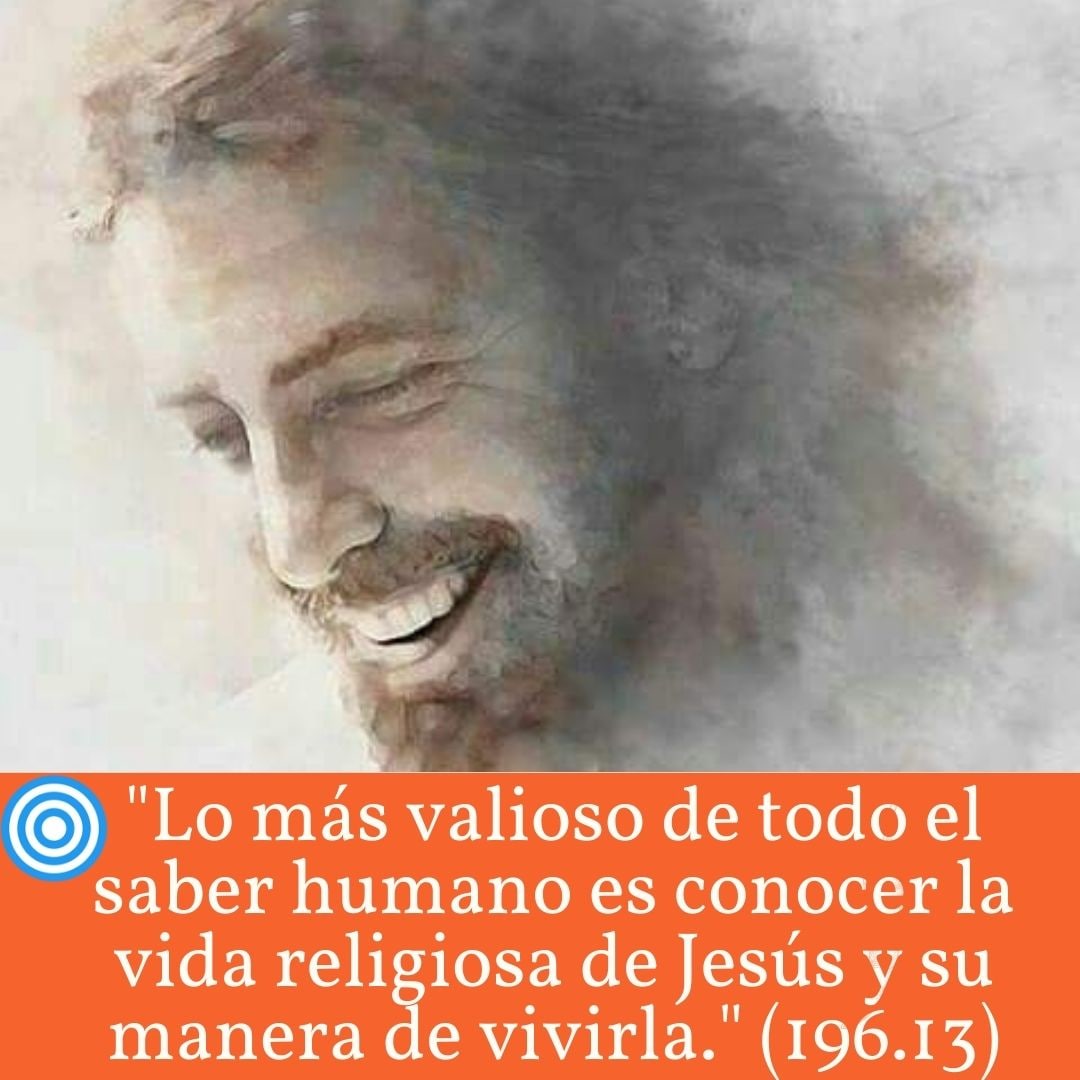 "Lo más valioso de todo el
saber humano es conocer la
vida religiosa de Jesús y su
manera de vivirla." (196.13)